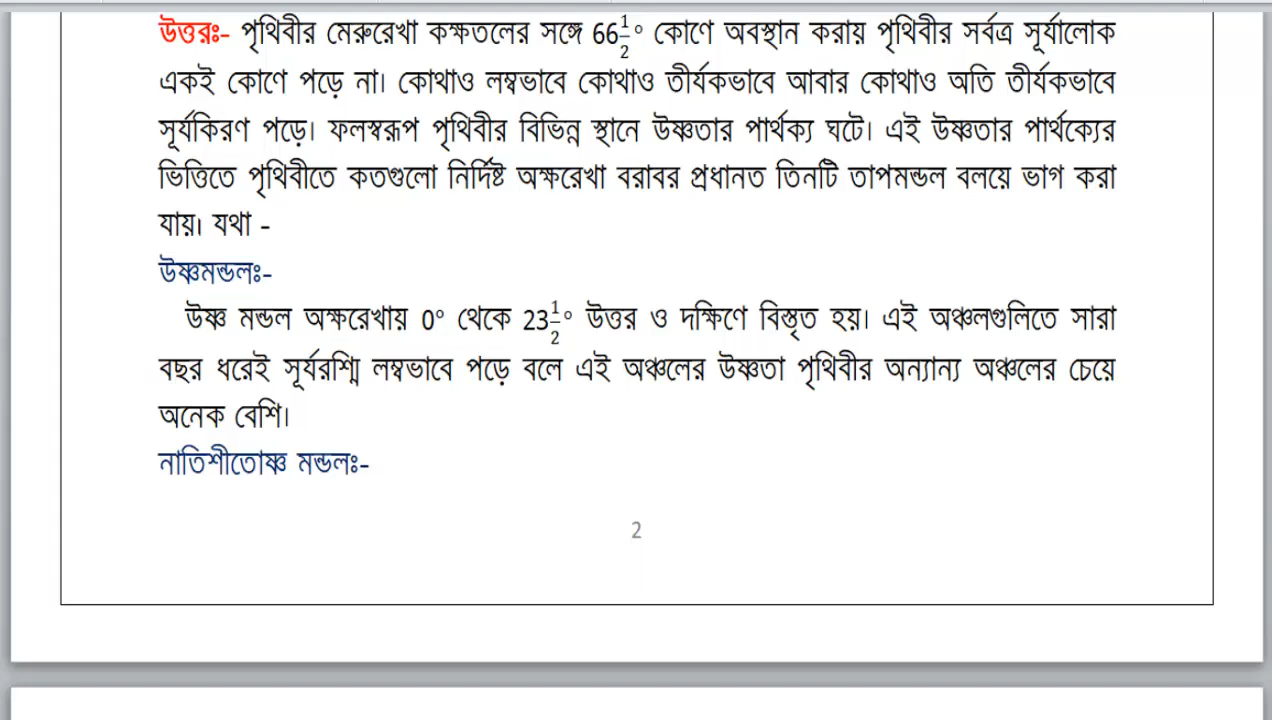 উত্তরঃ- পৃথিবীর মেরুরেখা কক্ষতলের সঙ্গে 66½° কোণে অবস্থান করায় পৃথিবীর সর্বত্র সূর্যালোক
একই কোণে পড়ে না। কোথাও লম্বভাবে কোথাও তীর্যকভাবে আবার কোথাও অতি তীর্যকভাবে
সূর্যকিরণ পড়ে। ফলস্বরূপ পৃথিবীর বিভিন্ন স্থানে উষ্ণতার পার্থক্য ঘটে। এই উষ্ণতার পার্থক্যের
ভিত্তিতে পৃথিবীতে কতগুলো নির্দিষ্ট অক্ষরেখা বরাবর প্রধানত তিনটি তাপমন্ডল বলয়ে ভাগ করা
যায়। যথা -
উষ্ণমন্ডলঃ-
উষ্ণ মন্ডল অক্ষরেখায় 0° থেকে 23½° উত্তর ও দক্ষিণে বিস্তৃত হয়। এই অঞ্চলগুলিতে সারা
বছর ধরেই সূর্যরশ্মি লম্বভাবে পড়ে বলে এই অঞ্চলের উষ্ণতা পৃথিবীর অন্যান্য অঞ্চলের চেয়ে
অনেক বেশি।
নাতিশীতোষ্ণ মন্ডলঃ-
2